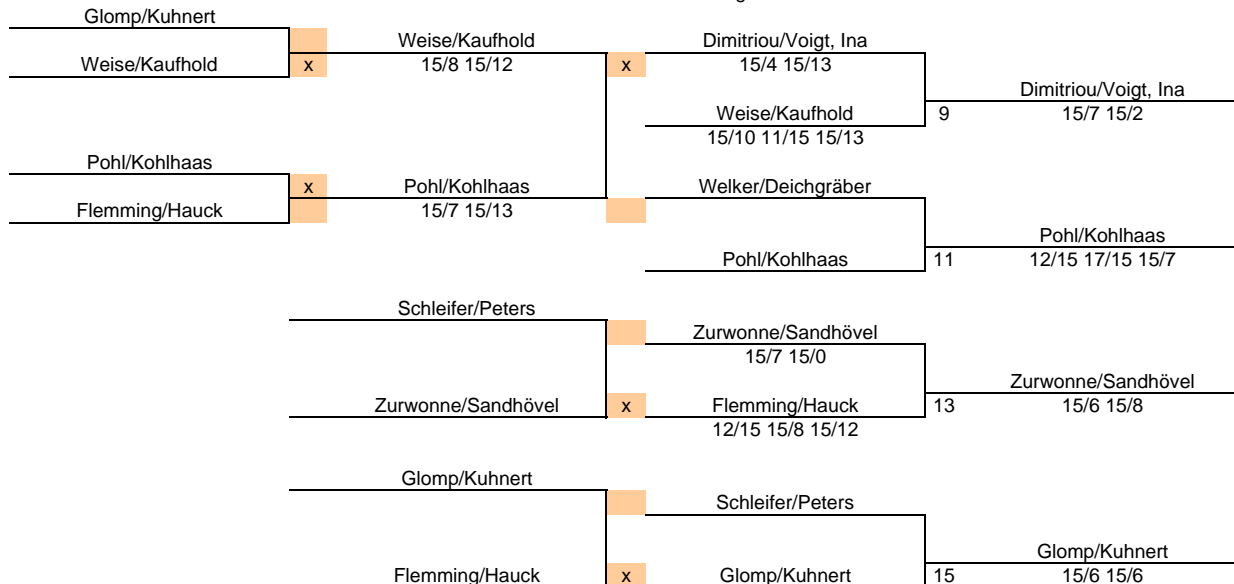 Glomp/Kuhnert
Weise/Kaufhold Dimitriou/Voigt, Ina
Weise/Kaufhold x 15/8 15/12 x 15/4 15/13
Dimitriou/Voigt, Ina
Weise/Kaufhold 9 15/7 15/2
15/10 11/15 15/13
Pohl/Kohlhaas
x Pohl/Kohlhaas Welker/Deichgräber
Flemming/Hauck 15/7 15/13
Pohl/Kohlhaas
Pohl/Kohlhaas 11 12/15 17/15 15/7
Schleifer/Peters
Zurwonne/Sandhövel
15/7 15/0
Zurwonne/Sandhövel
Zurwonne/Sandhövel x Flemming/Hauck 13 15/6 15/8
12/15 15/8 15/12
Glomp/Kuhnert
Schleifer/Peters
Glomp/Kuhnert
Flemming/Hauck x Glomp/Kuhnert 15 15/6 15/6